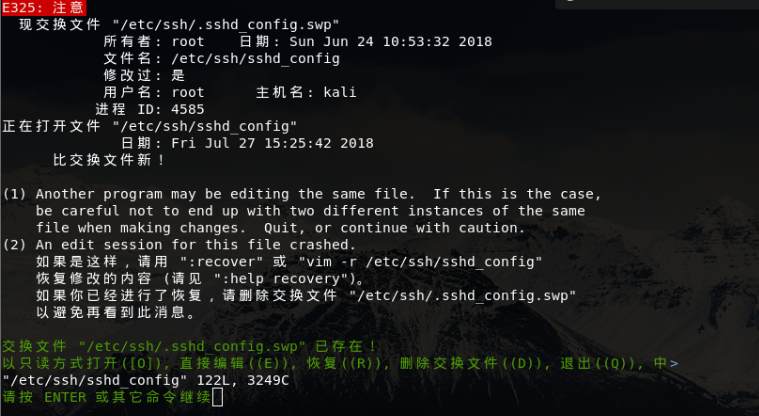 E325: 注意
现交换文件 "/etc/ssh/.sshd_config.swp"
所有者: root 日期: Sun Jun 24 10:53:32 2018
文件名: /etc/ssh/sshd_config
修改过: 是
用户名: root 主机名: kali
进程 ID: 4585
正在打开文件 "/etc/ssh/sshd_config"
日期: Fri Jul 27 15:25:42 2018
比交换文件新！
(1) Another program may be editing the same file.  If this is the case,
be careful not to end up with two different instances of the same
file when making changes.  Quit, or continue with caution.
(2) An edit session for this file crashed.
如果是这样，请用 ":recover" 或 "vim -r /etc/ssh/sshd_config"
恢复修改的内容 (请见 ":help recovery")。
如果你已经进行了恢复，请删除交换文件 "/etc/ssh/.sshd_config.swp"
以避免再看到此消息。
交换文件 "/etc/ssh/.sshd_config.swp" 已存在！
以只读方式打开([O]), 直接编辑((E)), 恢复((R)), 删除交换文件((D)), 退出((Q)), 中>
"/etc/ssh/sshd_config" 122L, 3249C
请按 ENTER 或其它命令继续